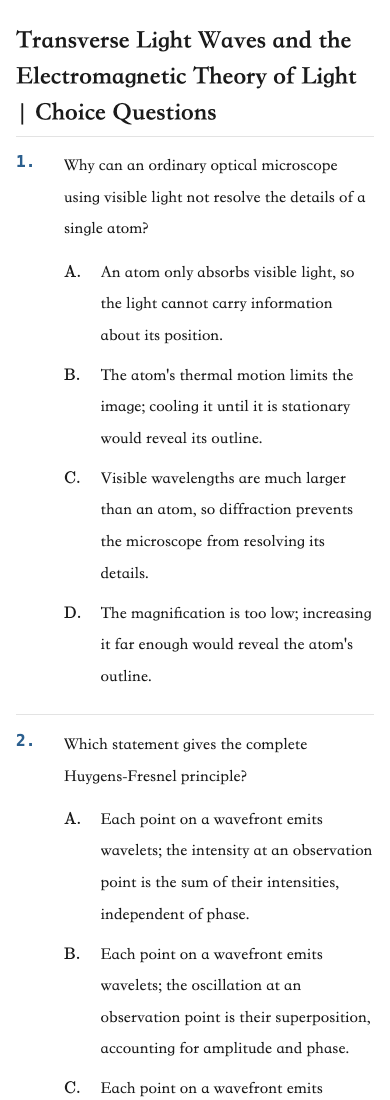 Transverse Light Waves and the
Electromagnetic Theory of Light
| Choice Questions
1. Why can an ordinary optical microscope
using visible light not resolve the details of a
single atom?
A. An atom only absorbs visible light, so
the light cannot carry information
about its position.
B. The atom's thermal motion limits the
image; cooling it until it is stationary
would reveal its outline.
C. Visible wavelengths are much larger
than an atom, so diffraction prevents
the microscope from resolving its
details.
D. The magnification is too low; increasing
it far enough would reveal the atom's
outline.
2. Which statement gives the complete
Huygens-Fresnel principle?
A. Each point on a wavefront emits
wavelets; the intensity at an observation
point is the sum of their intensities,
independent of phase.
B. Each point on a wavefront emits
wavelets; the oscillation at an
observation point is their superposition,
accounting for amplitude and phase.
C. Each point on a wavefront emits